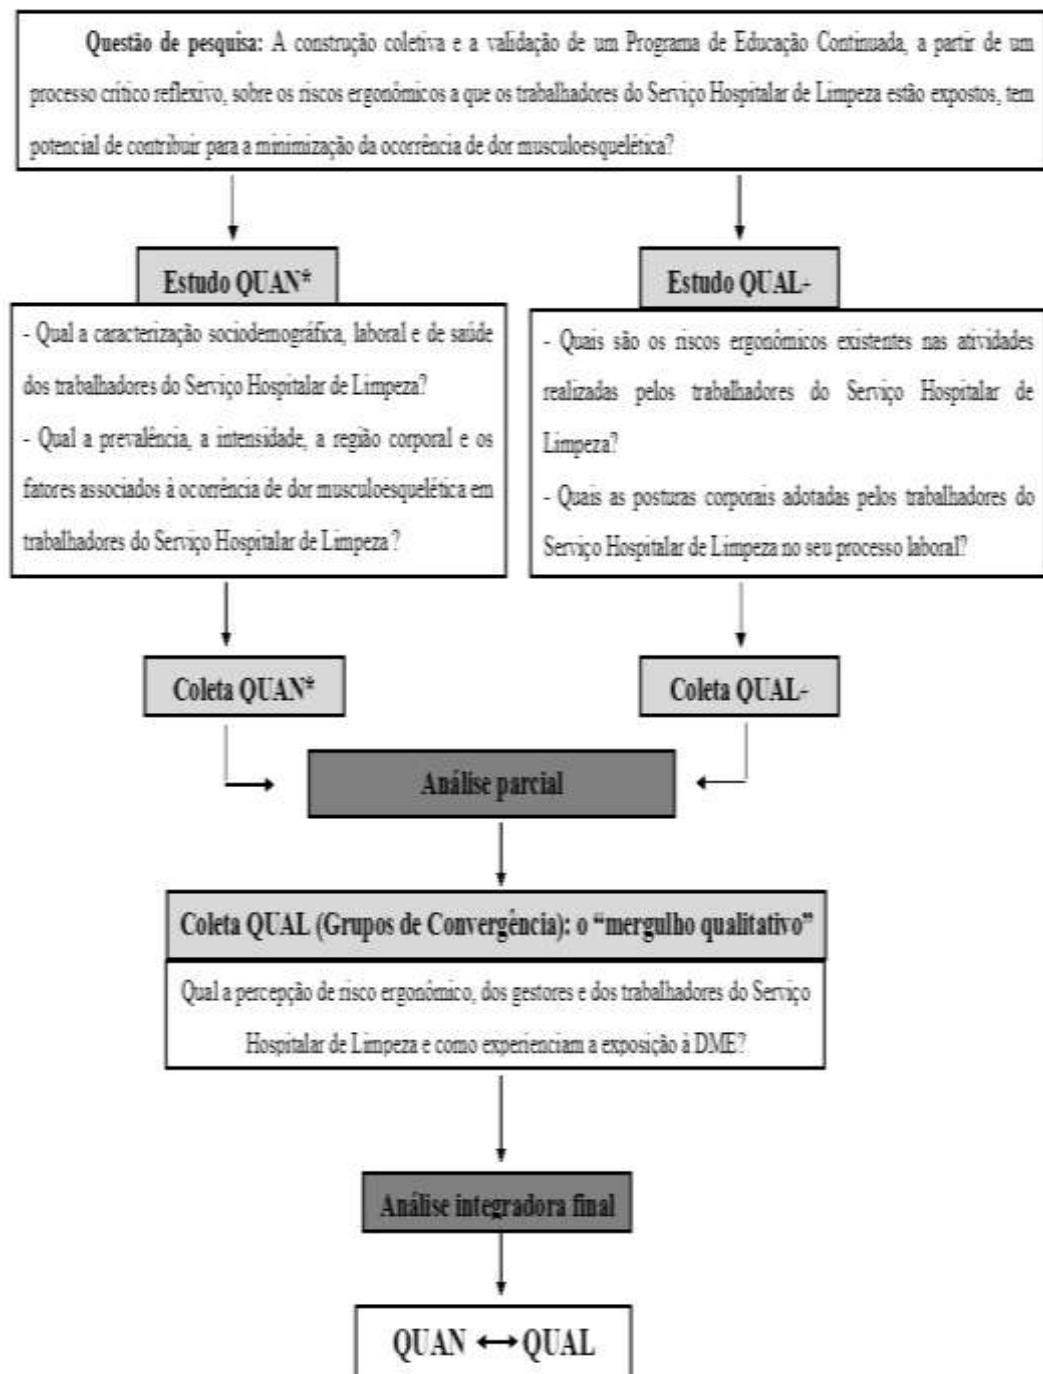 Questão de pesquisa: A construção coletiva e a validação de um Programa de Educação Continuada, a partir de um
processo crítico reflexivo, sobre os riscos ergonômicos a que os trabalhadores do Serviço Hospitalar de Limpeza estão expostos, tem
potencial de contribuir para a minimização da ocorrência de dor musculoesquelética?
Estudo QUAN*
- Qual a caracterização sociodemográfica, laboral e de saúde
dos trabalhadores do Serviço Hospitalar de Limpeza?
- Qual a prevalência, a intensidade, a região corporal e os
fatores associados à ocorrência de dor musculoesquelética em
trabalhadores do Serviço Hospitalar de Limpeza?
Estudo QUAL-
- Quais são os riscos ergonômicos existentes nas atividades
realizadas pelos trabalhadores do Serviço Hospitalar de
Limpeza?
- Quais as posturas corporais adotadas pelos trabalhadores do
Serviço Hospitalar de Limpeza no seu processo laboral?
Coleta QUAN*
Coleta QUAL-
Análise parcial
Coleta QUAL (Grupos de Convergência): o “mergulho qualitativo”
Qual a percepção de risco ergonômico, dos gestores e dos trabalhadores do Serviço
Hospitalar de Limpeza e como experienciam a exposição à DME?
Análise integradora final
QUAN ↔ QUAL